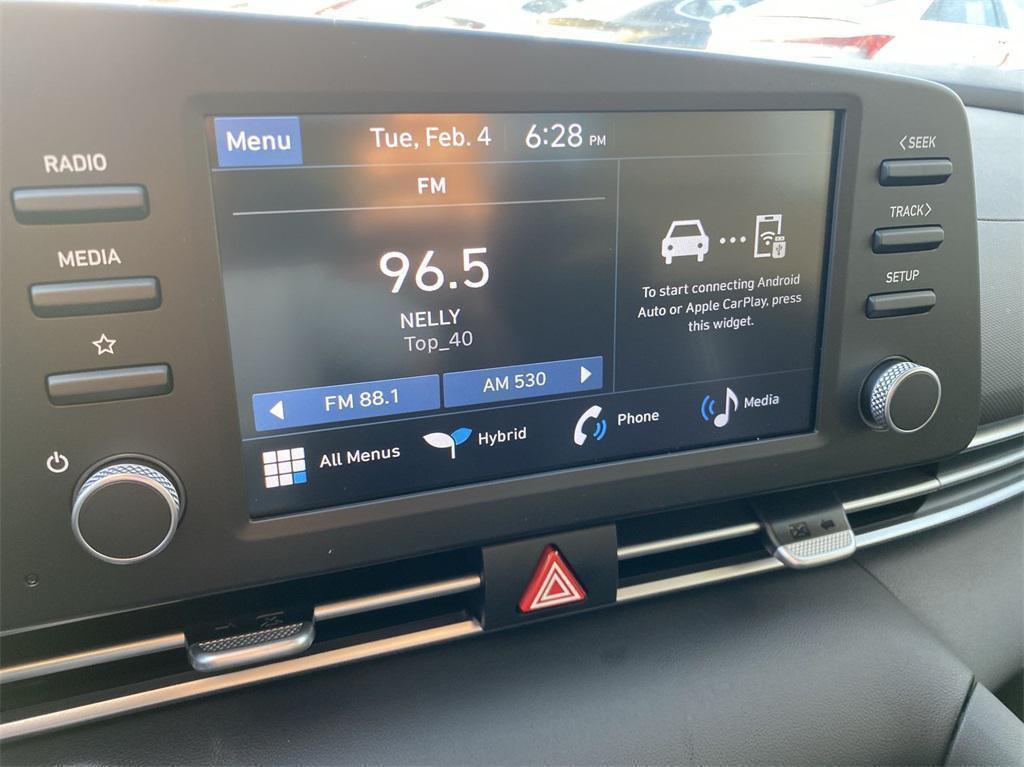 RADIO
MEDIA
Menu
Tue, Feb. 4
6:28 PM
FM
96.5
NELLY
Top_40
FM 88.1
AM 530
To start connecting Android
Auto or Apple CarPlay, press
this widget.
All Menus
Hybrid
Phone
Media
<SEEK
TRACK>
SETUP